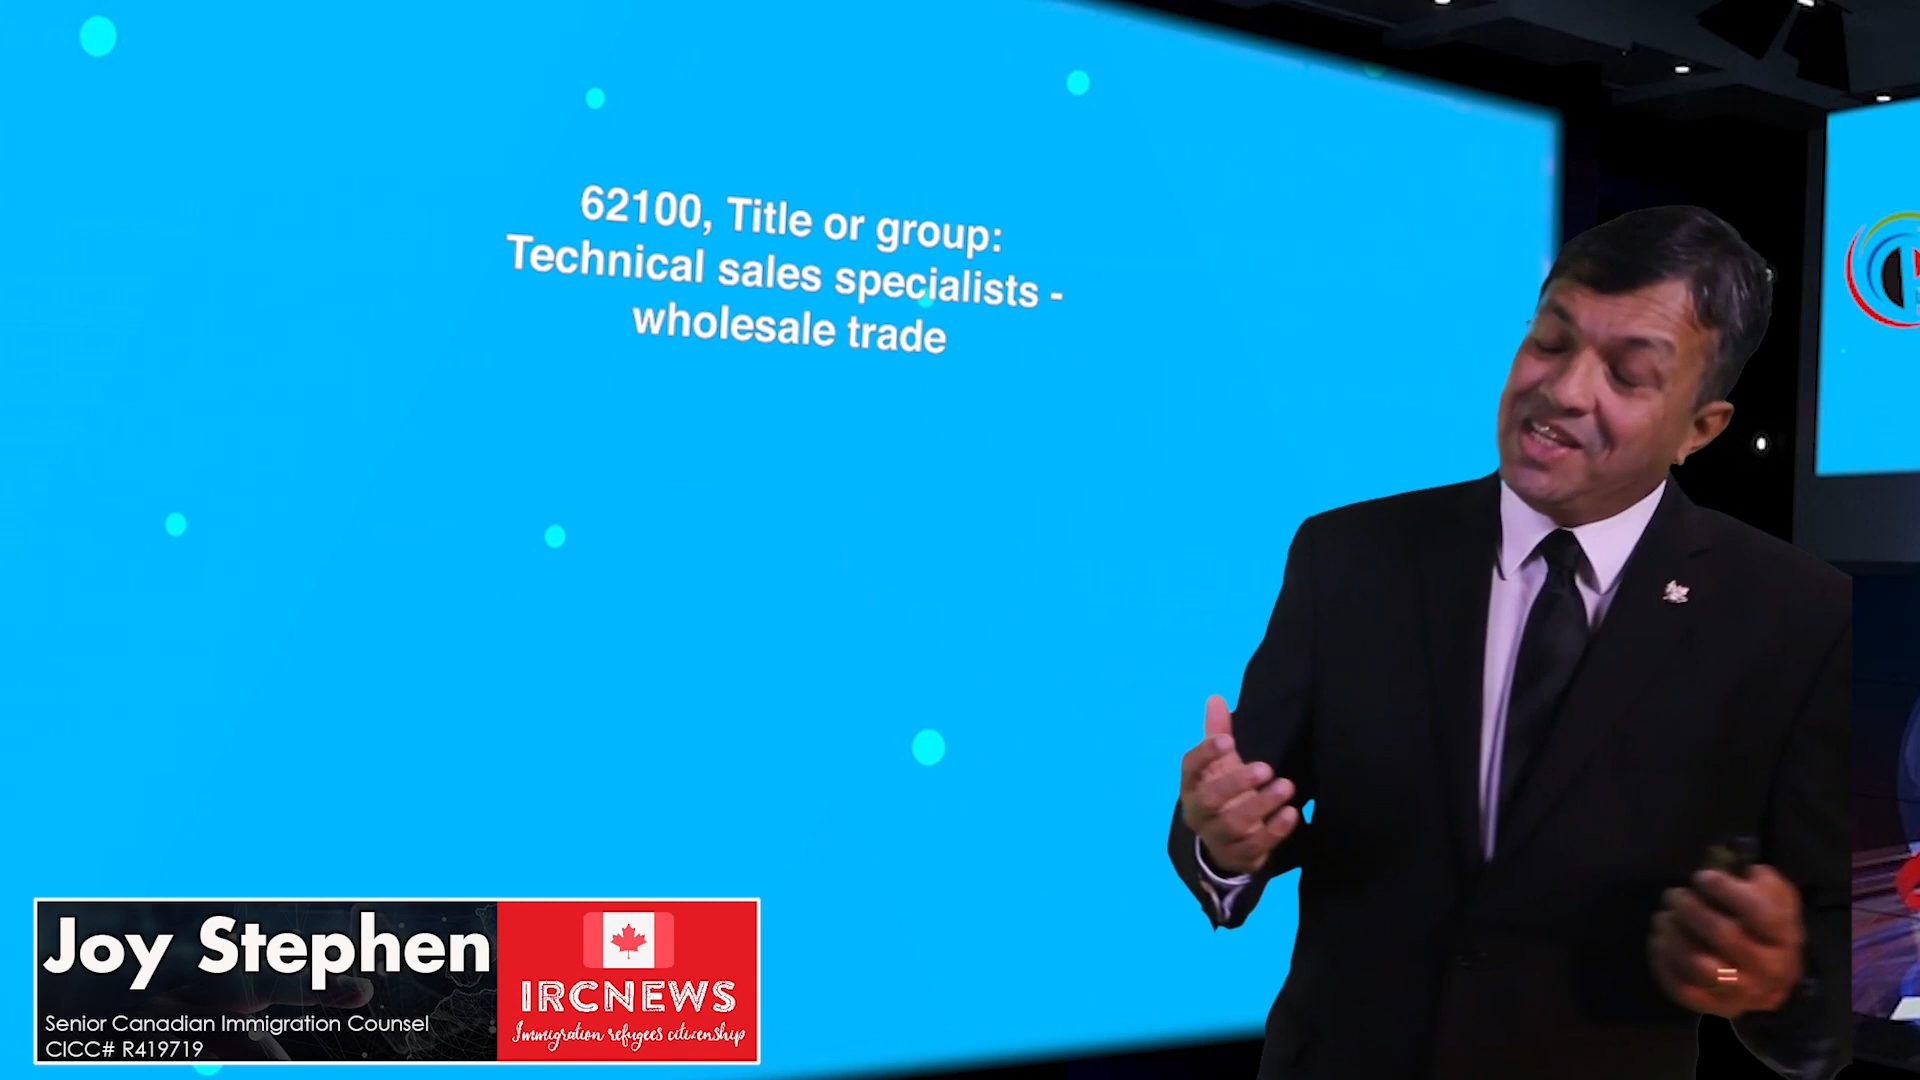 62100, Title or group:
Technical sales specialists -
wholesale trade
Joy Stephen
Senior Canadian Immigration Counsel
CICC# R419719
IRCNEWS
Immigration refugees citizenship